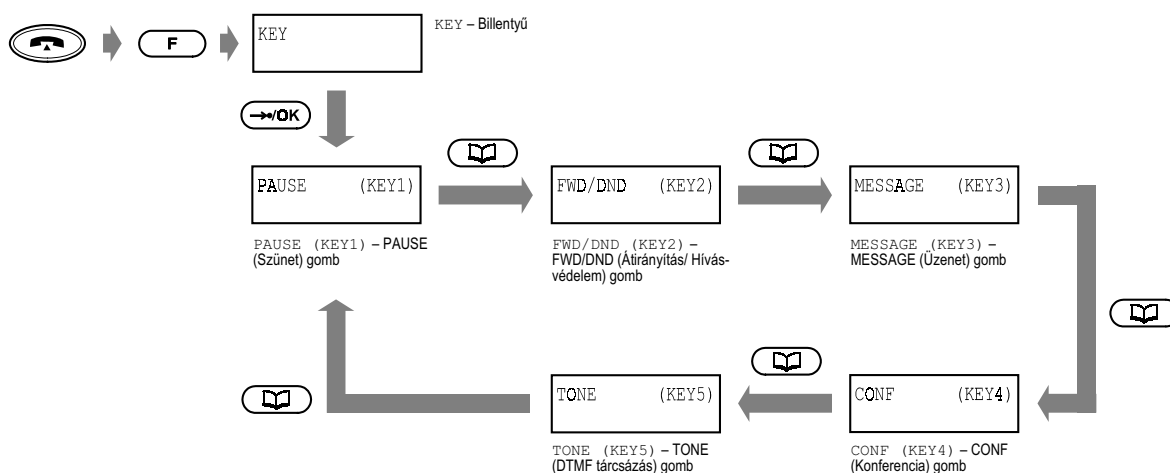 F
KEY
KEY – Billentyű
/OK
PAUSE (KEY1)
FWD/DND (KEY2)
MESSAGE (KEY3)
PAUSE (KEY1) – PAUSE
(Szünet) gomb
FWD/DND (KEY2) –
FWD/DND (Átirányítás/ Hívás-
védelem) gomb
MESSAGE (KEY3) –
MESSAGE (Üzenet) gomb
TONE (KEY5)
CONF (KEY4)
TONE (KEY5) – TONE
(DTMF tárcsázás) gomb
CONF (KEY4) – CONF
(Konferencia) gomb